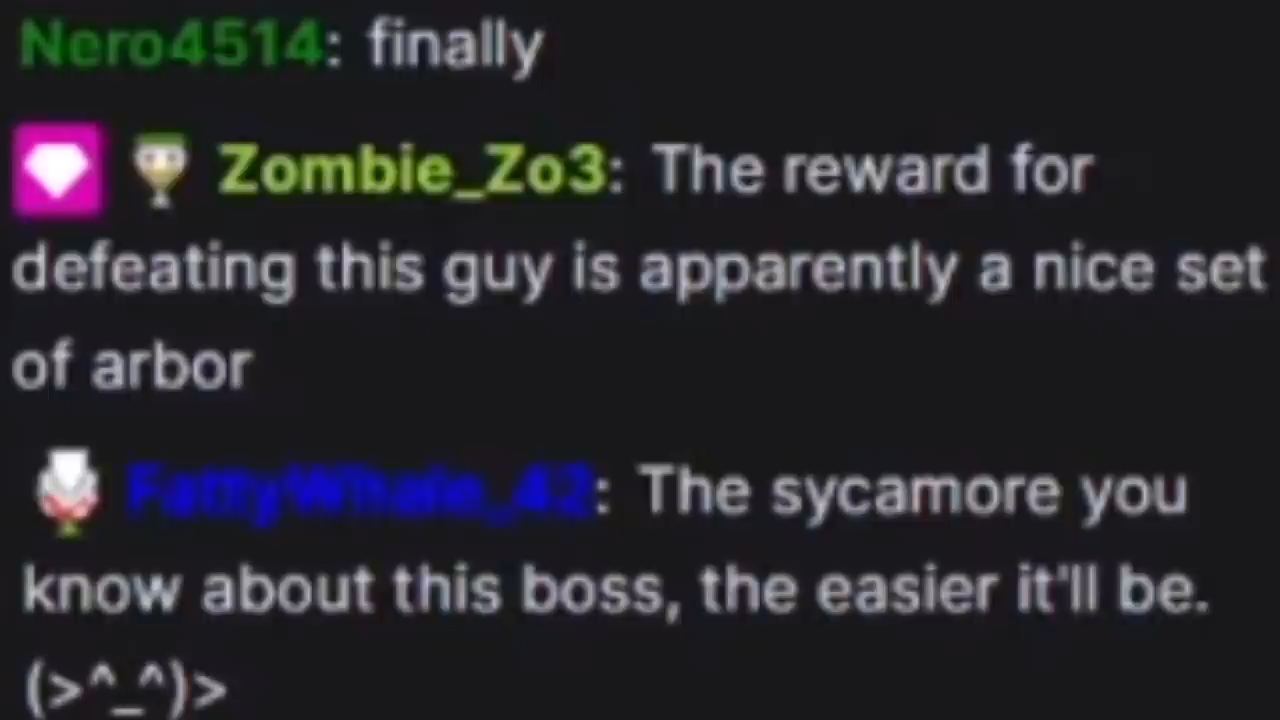 Nero4514: finally
Zombie_Zo3: The reward for
defeating this guy is apparently a nice set
of arbor
FattyWhale_42: The sycamore you
know about this boss, the easier it'll be.
(>^_^)>